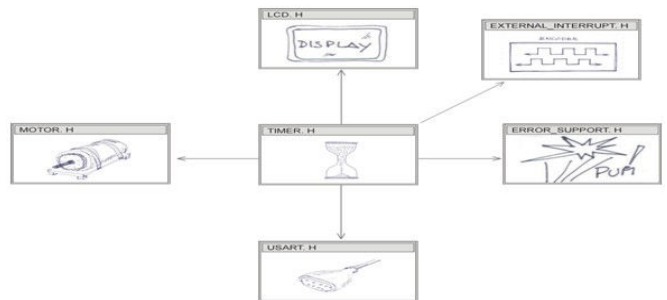 LCD. H
DISPLAY
EXTERNAL_INTERRUPT. H
ENCODER
MOTOR. H
TIMER. H
ERROR_SUPPORT. H
PUM!
USART. H